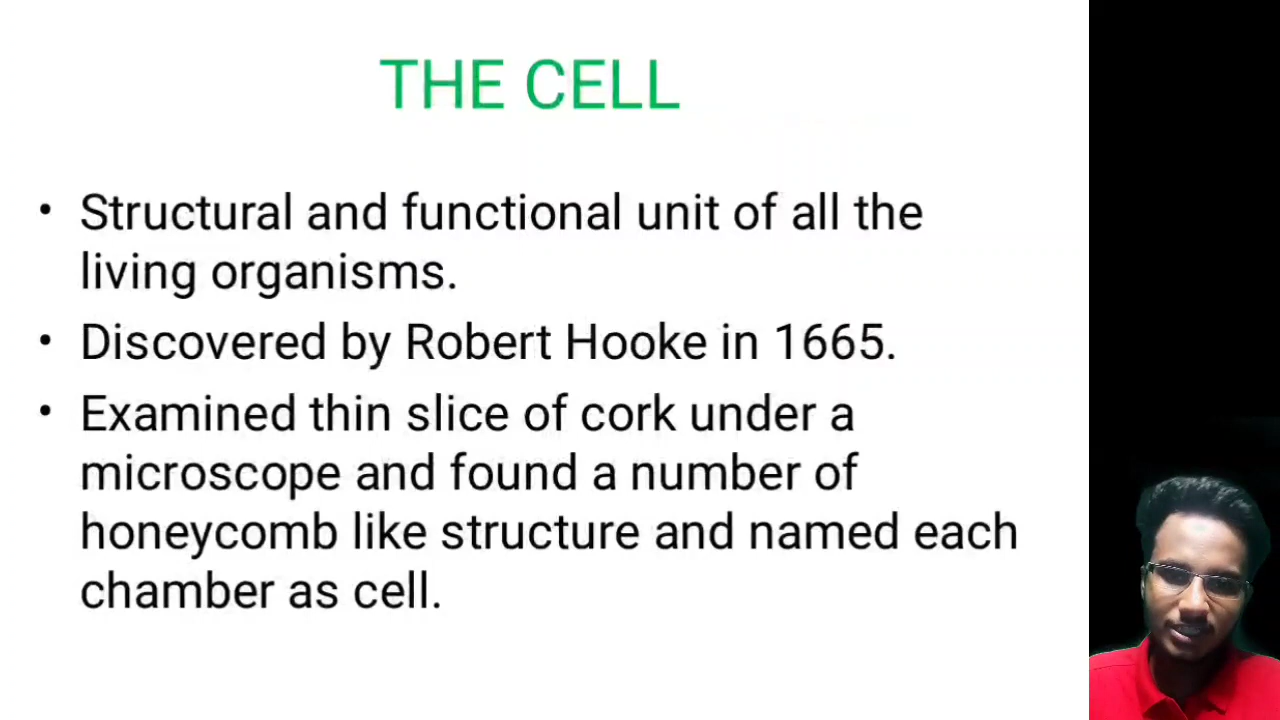 THE CELL
• Structural and functional unit of all the
living organisms.
• Discovered by Robert Hooke in 1665.
• Examined thin slice of cork under a
microscope and found a number of
honeycomb like structure and named each
chamber as cell.